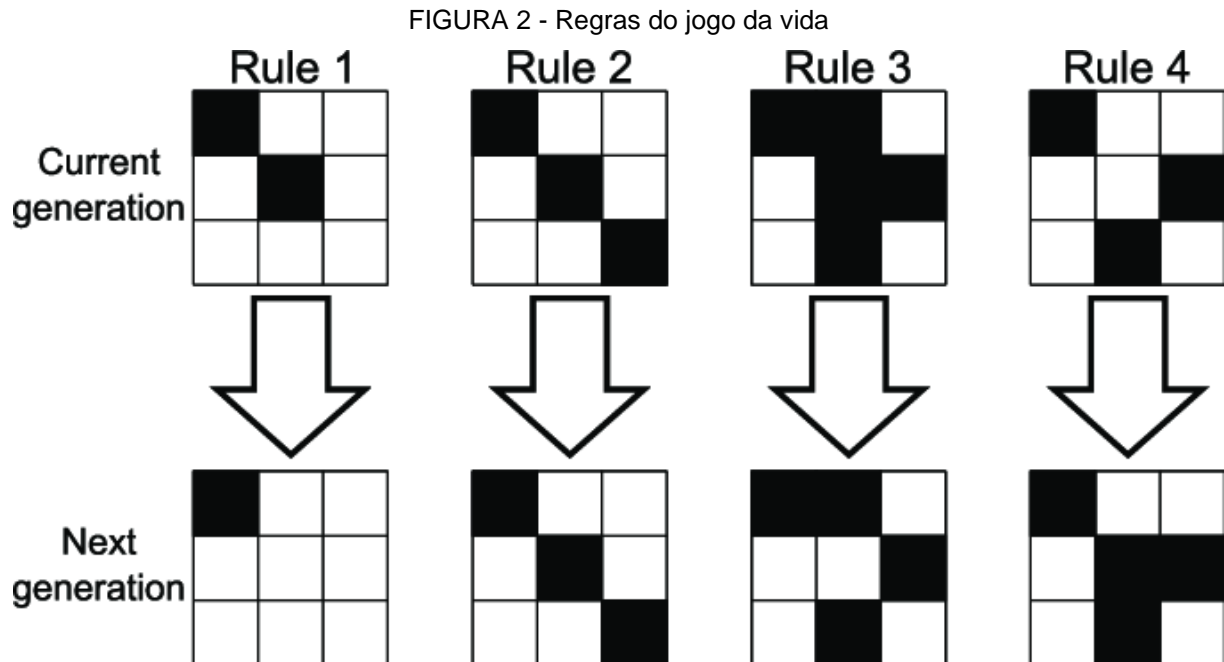 FIGURA 2 - Regras do jogo da vida
Rule 1 Rule 2 Rule 3 Rule 4
Current
generation
Next
generation